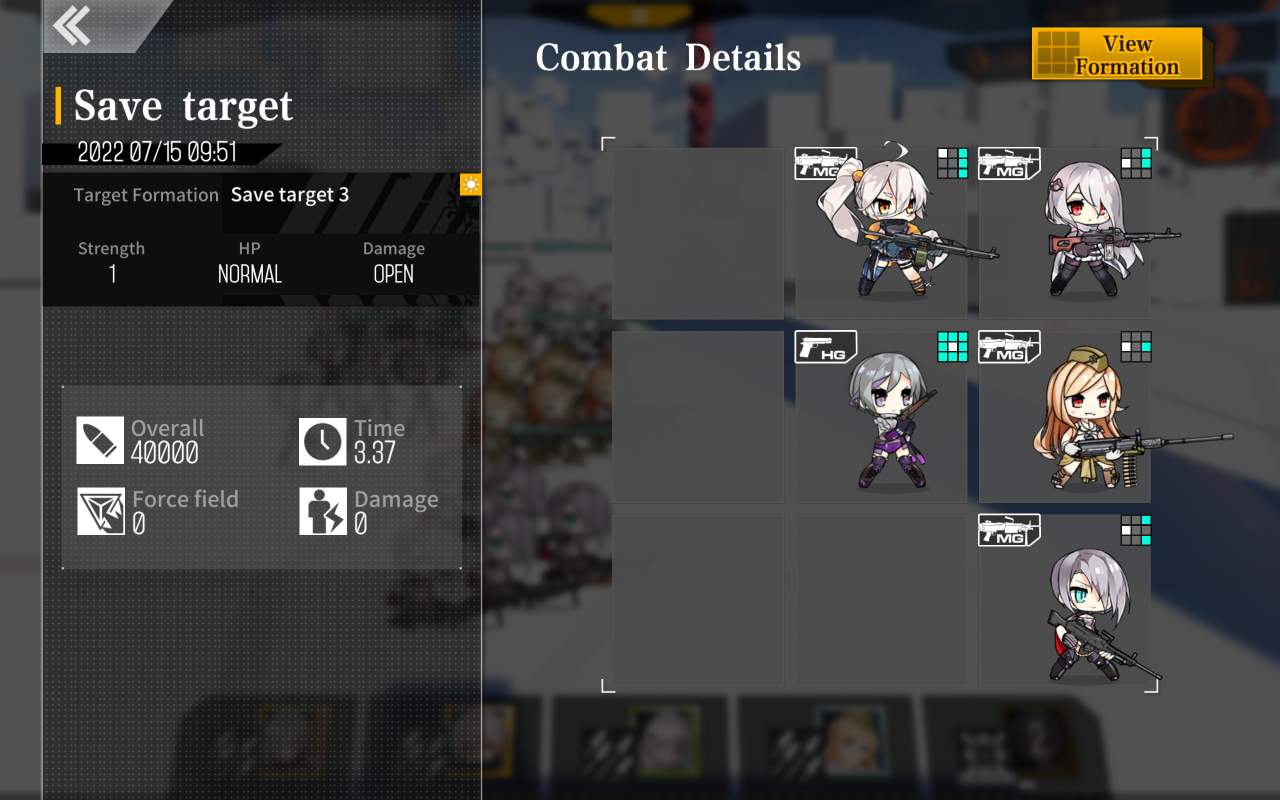 Combat Details
View
Formation
Save target
2022 07/15 09:51
Target Formation Save target 3
Strength HP Damage
1 NORMAL OPEN
Overall Time
40000 3.37
Force field Damage
0 0
MG MG
HG MG
MG
2